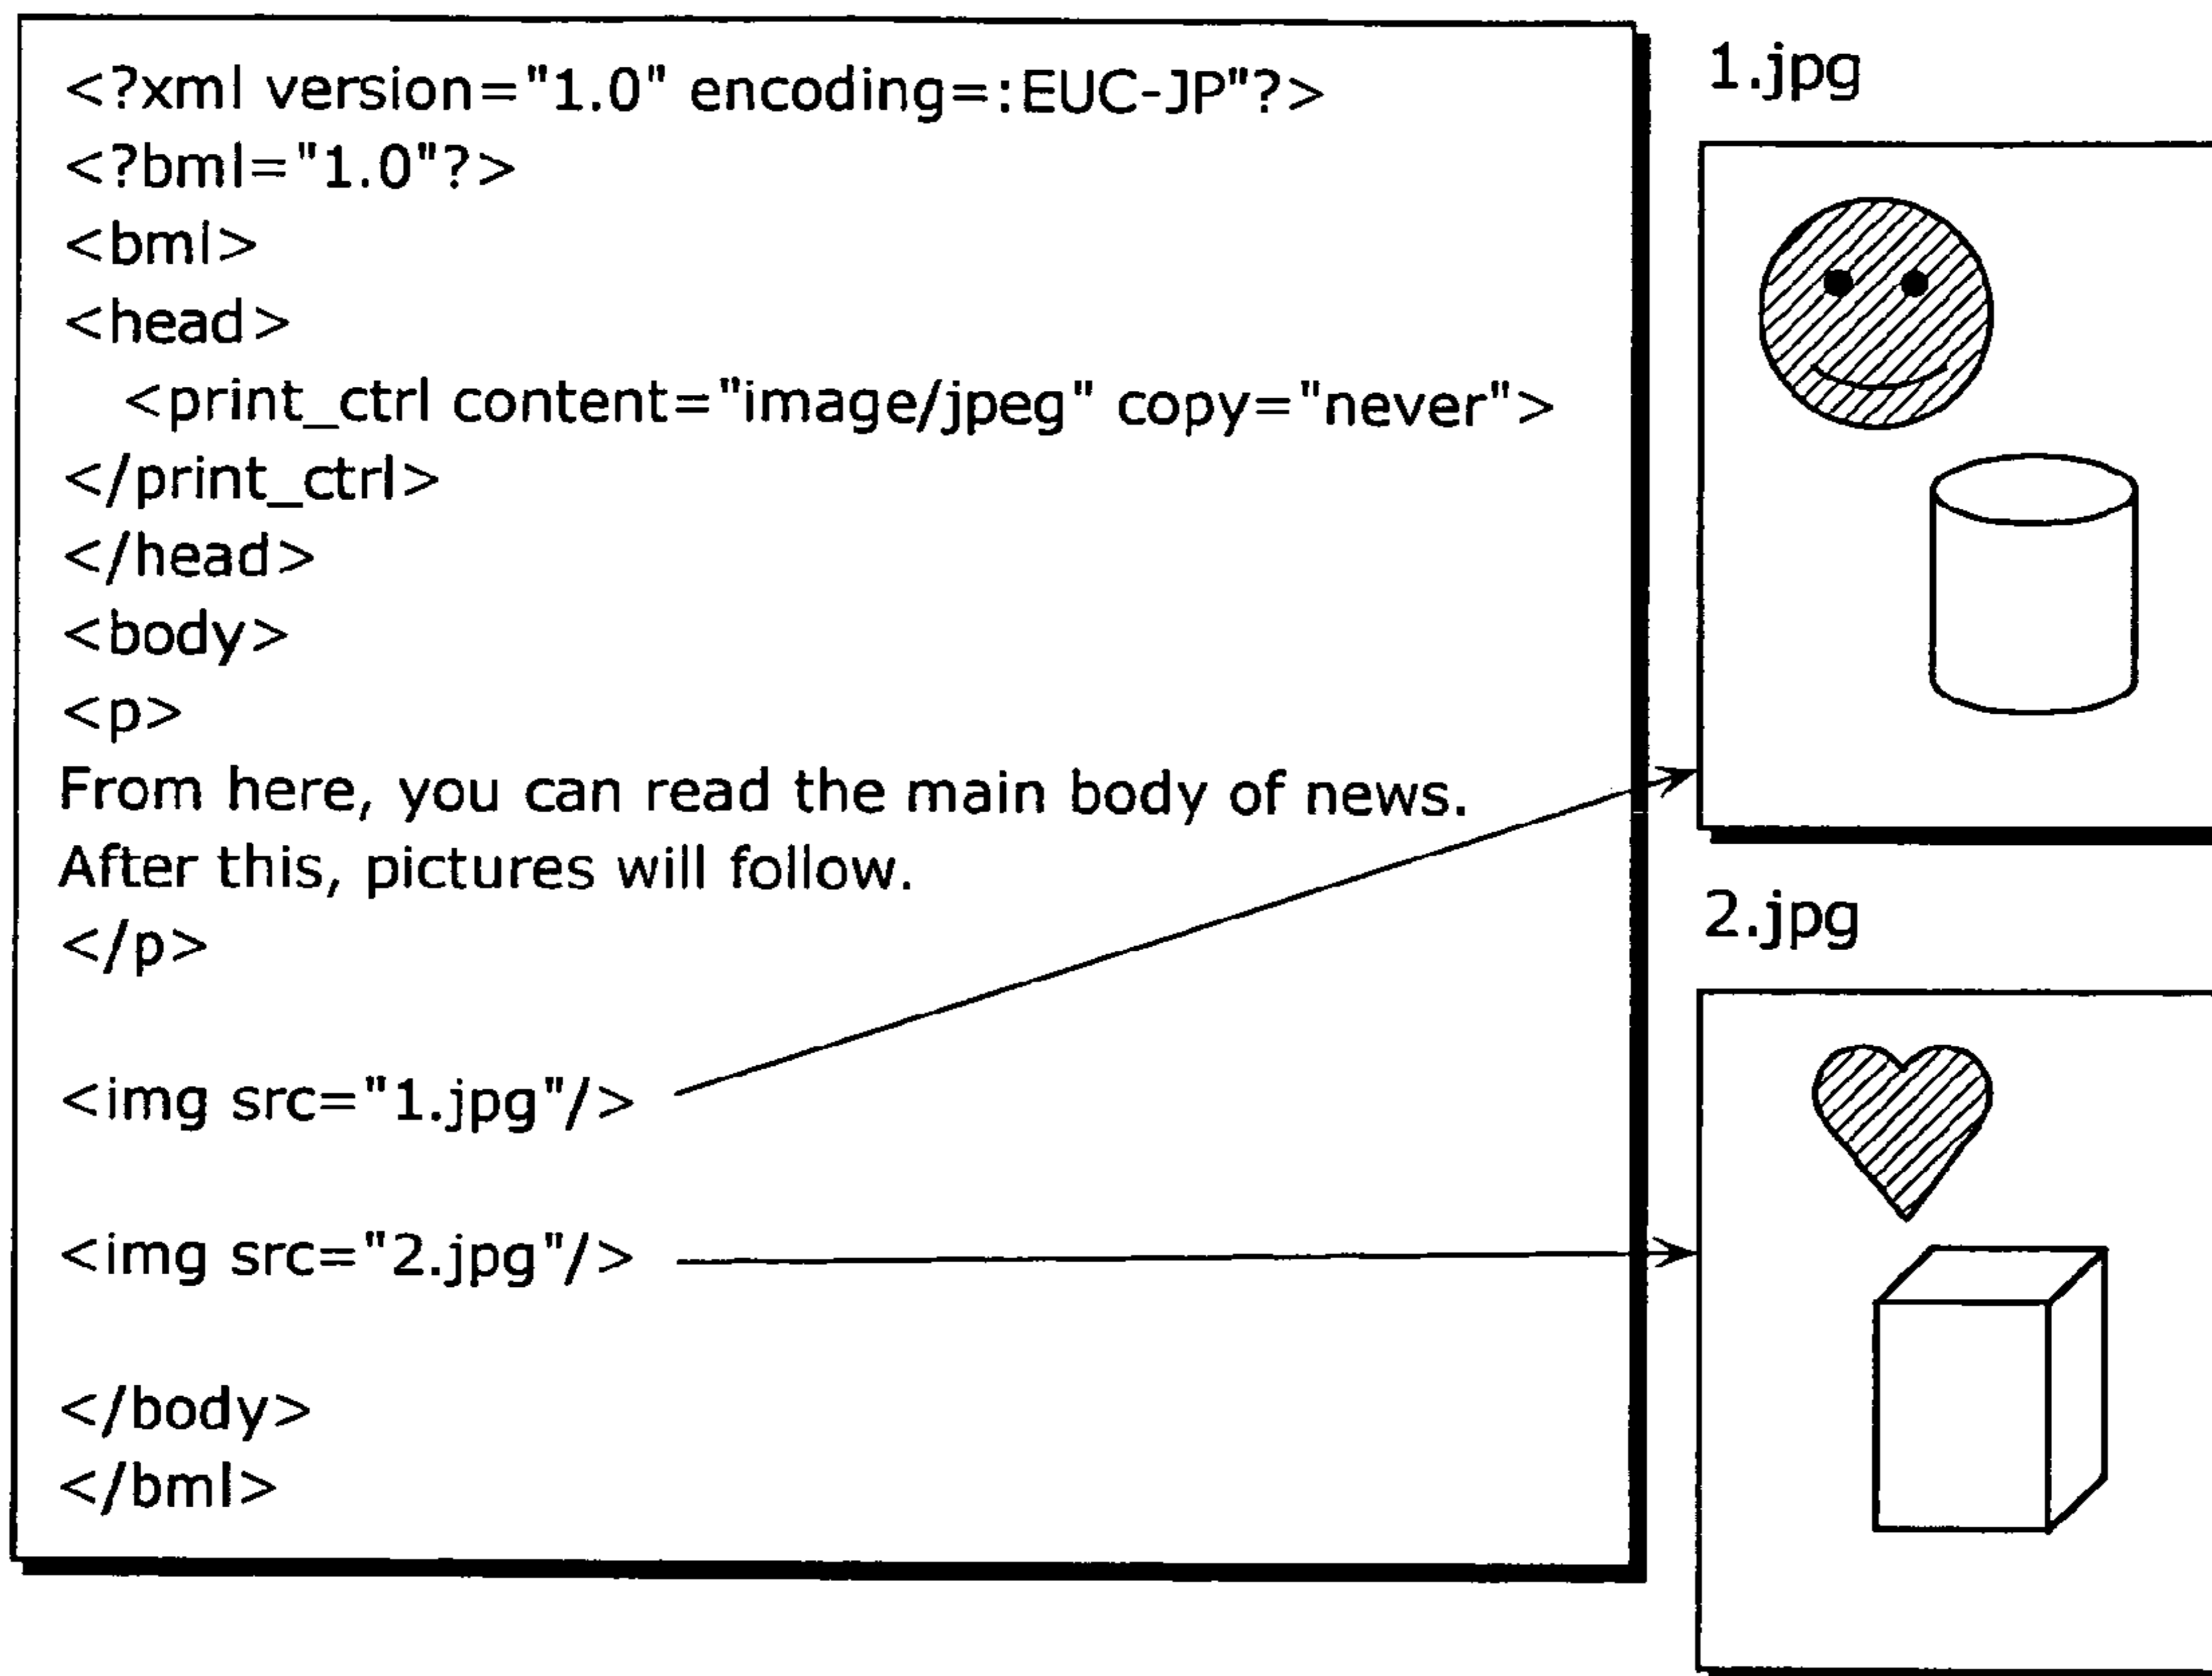 <?xml version="1.0" encoding=:EUC-JP"?>
<?bml="1.0"?>
<bml>
<head>
<print_ctrl content="image/jpeg" copy="never">
</print_ctrl>
</head>
<body>
<p>
From here, you can read the main body of news.
After this, pictures will follow.
</p>
<img src="1.jpg"/>
<img src="2.jpg"/>
</body>
</bml>
1.jpg
2.jpg